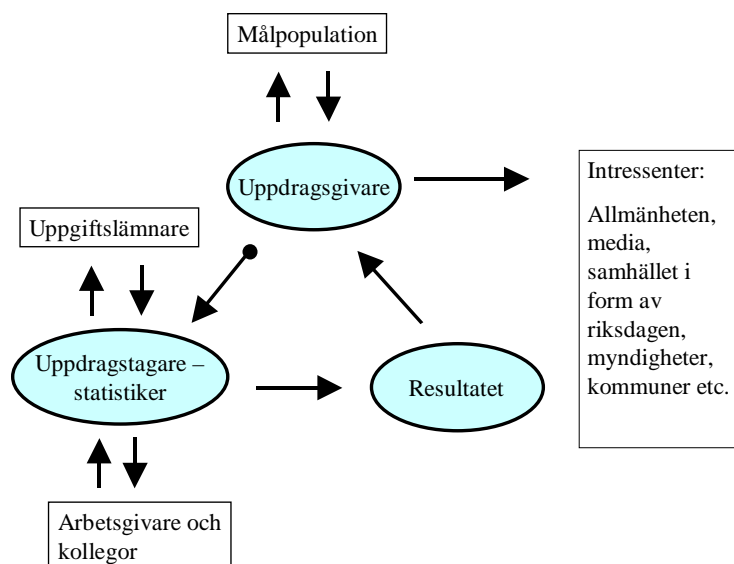 Målpopulation
Uppdragsgivare
Intressenter:
Allmänheten,
media,
samhället i
form av
riksdagen,
myndigheter,
kommuner etc.
Uppgiftslämnare
Uppdragstagare –
statistiker
Resultatet
Arbetsgivare och
kollegor